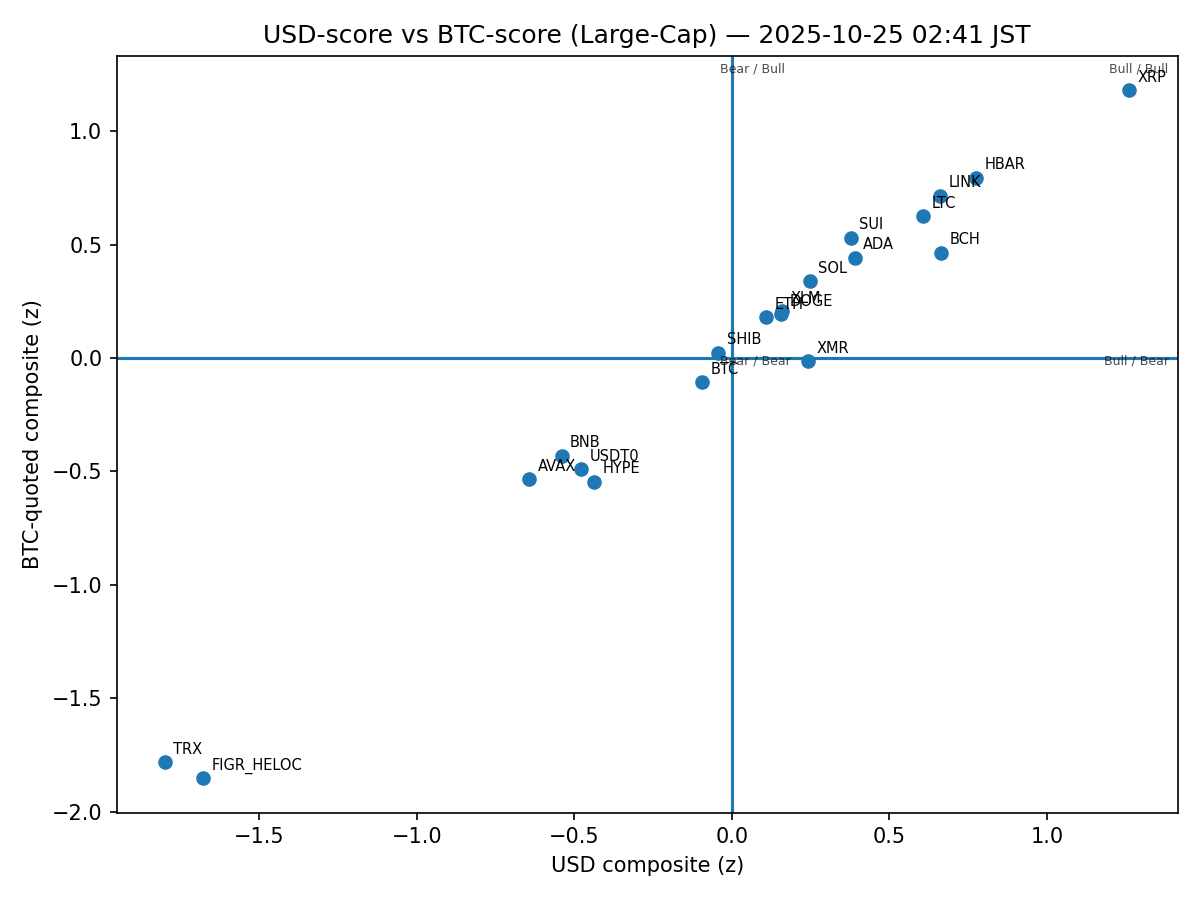 USD-score vs BTC-score (Large-Cap) — 2025-10-25 02:41 JST
Bear / Bull
Bull / Bull
XRP
HBAR
LINK
LTC
SUI
BCH
ADA
SOL
XLM
DOGE
ETH
SHIB
XMR
Bear / Bear
Bull / Bear
BTC
BNB
USDT0
AVAX
HYPE
TRX
FIGR_HELOC
1.0
0.5
0.0
−0.5
−1.0
−1.5
−2.0
BTC-quoted composite (z)
−1.5
−1.0
−0.5
0.0
0.5
1.0
USD composite (z)